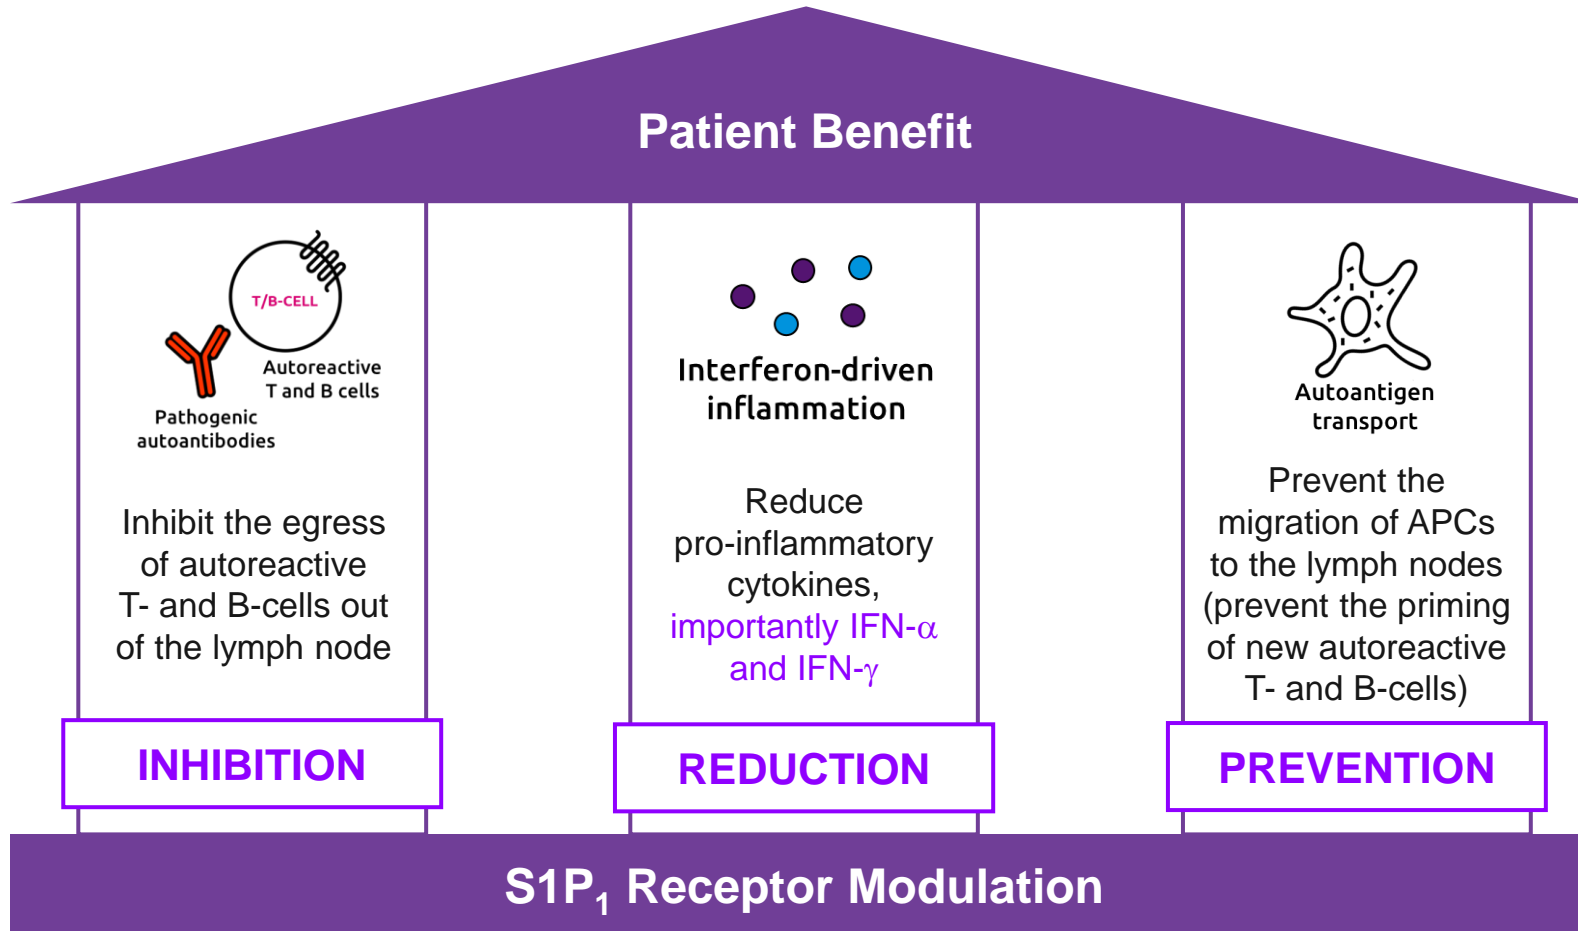 Patient Benefit
T/B-CELL
Autoreactive
T and B cells
Pathogenic
autoantibodies
Inhibit the egress
of autoreactive
T- and B-cells out
of the lymph node
INHIBITION
Interferon-driven
inflammation
Reduce
pro-inflammatory
cytokines,
importantly IFN-α
and IFN-γ
REDUCTION
Autoantigen
transport
Prevent the
migration of APCs
to the lymph nodes
(prevent the priming
of new autoreactive
T- and B-cells)
PREVENTION
S1P₁ Receptor Modulation